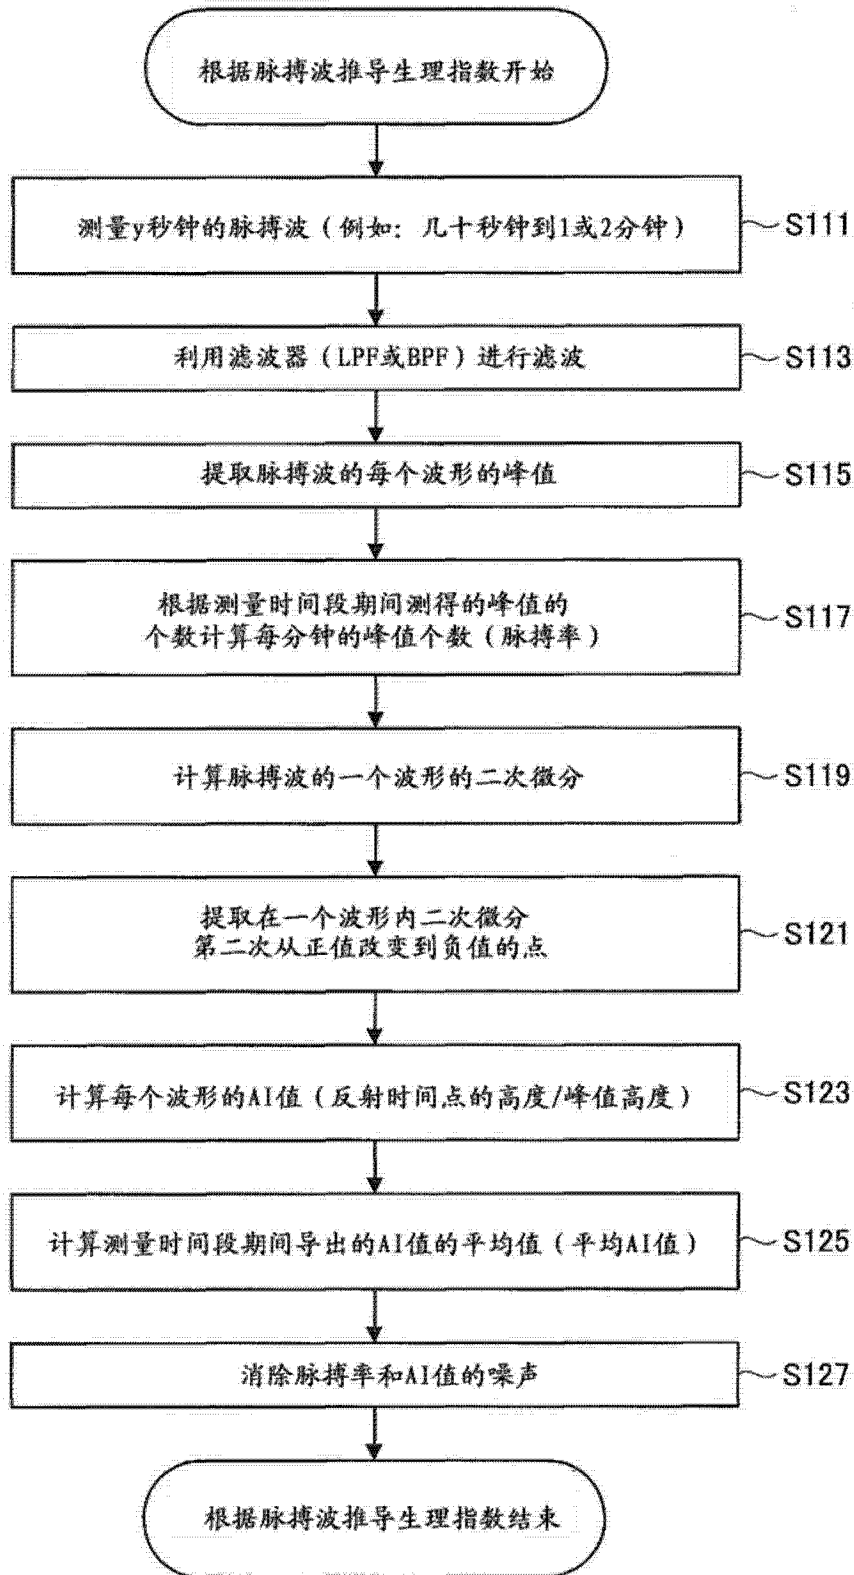 根据脉搏波推导生理指数开始
测量y秒钟的脉搏波（例如：几十秒钟到1或2分钟）
S111
利用滤波器（LPF或BPF）进行滤波
S113
提取脉搏波的每个波形的峰值
S115
根据测量时间段期间测得的峰值的
个数计算每分钟的峰值个数（脉搏率）
S117
计算脉搏波的一个波形的二次微分
S119
提取在一个波形内二次微分
第二次从正值改变到负值的点
S121
计算每个波形的AI值（反射时间点的高度/峰值高度）
S123
计算测量时间段期间导出的AI值的平均值（平均AI值）
S125
消除脉搏率和AI值的噪声
S127
根据脉搏波推导生理指数结束